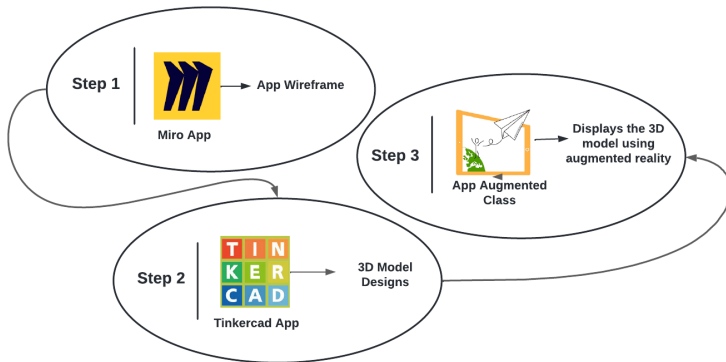 Step 1
App Wireframe
Miro App
Step 3
Displays the 3D
model using
augmented reality
App Augmented
Class
Step 2
TIN
KER
CAD
3D Model
Designs
Tinkercad App